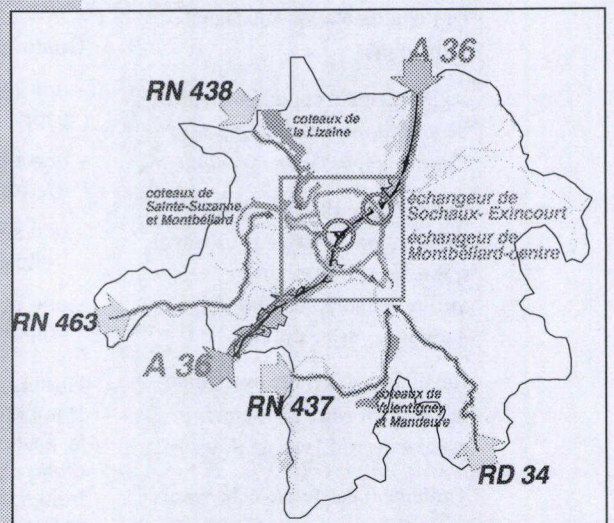 A 36
RN 438
coteaux de
la Lizaine
coteaux de
Sainte-Suzanne
et Montbéliard
échangeur de
Sochaux- Exincourt
échangeur de
Montbéliard-centre
RN 463
A 36
RN 437
coteaux de
Valentigney
et Mandeure
RD 34